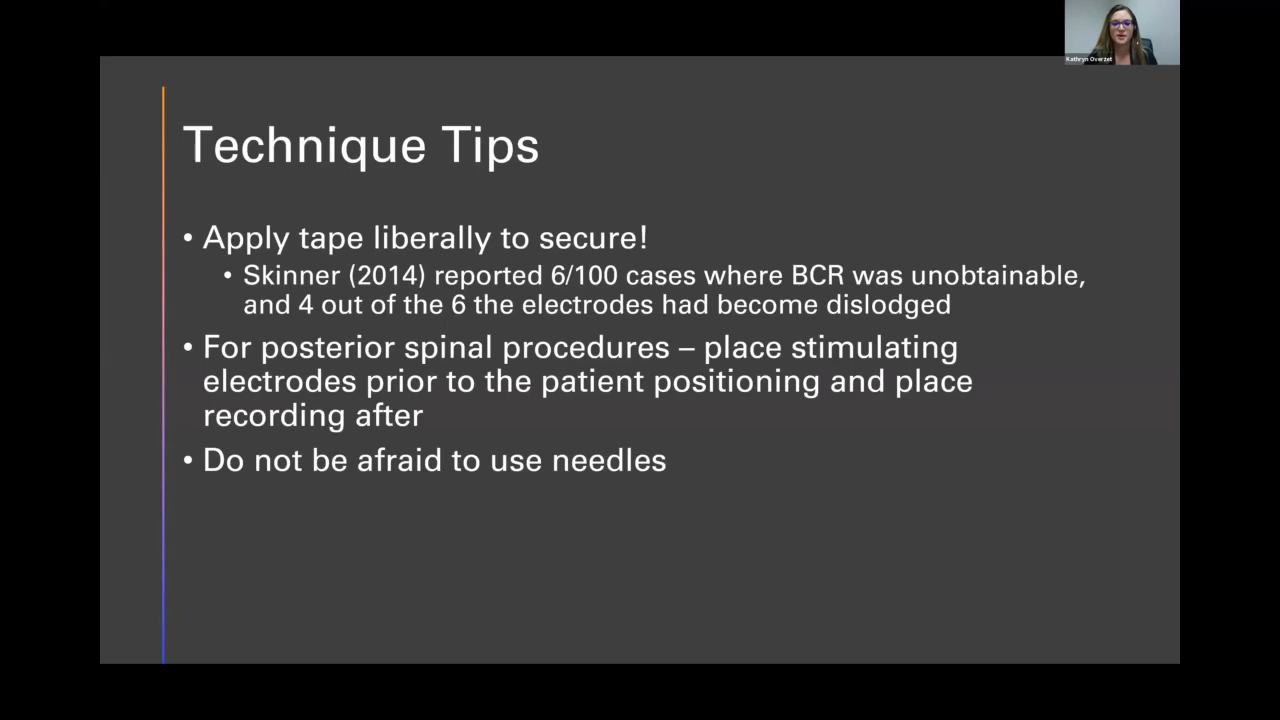 Kathryn Overzet
Technique Tips
• Apply tape liberally to secure!
• Skinner (2014) reported 6/100 cases where BCR was unobtainable,
and 4 out of the 6 the electrodes had become dislodged
• For posterior spinal procedures – place stimulating
electrodes prior to the patient positioning and place
recording after
• Do not be afraid to use needles